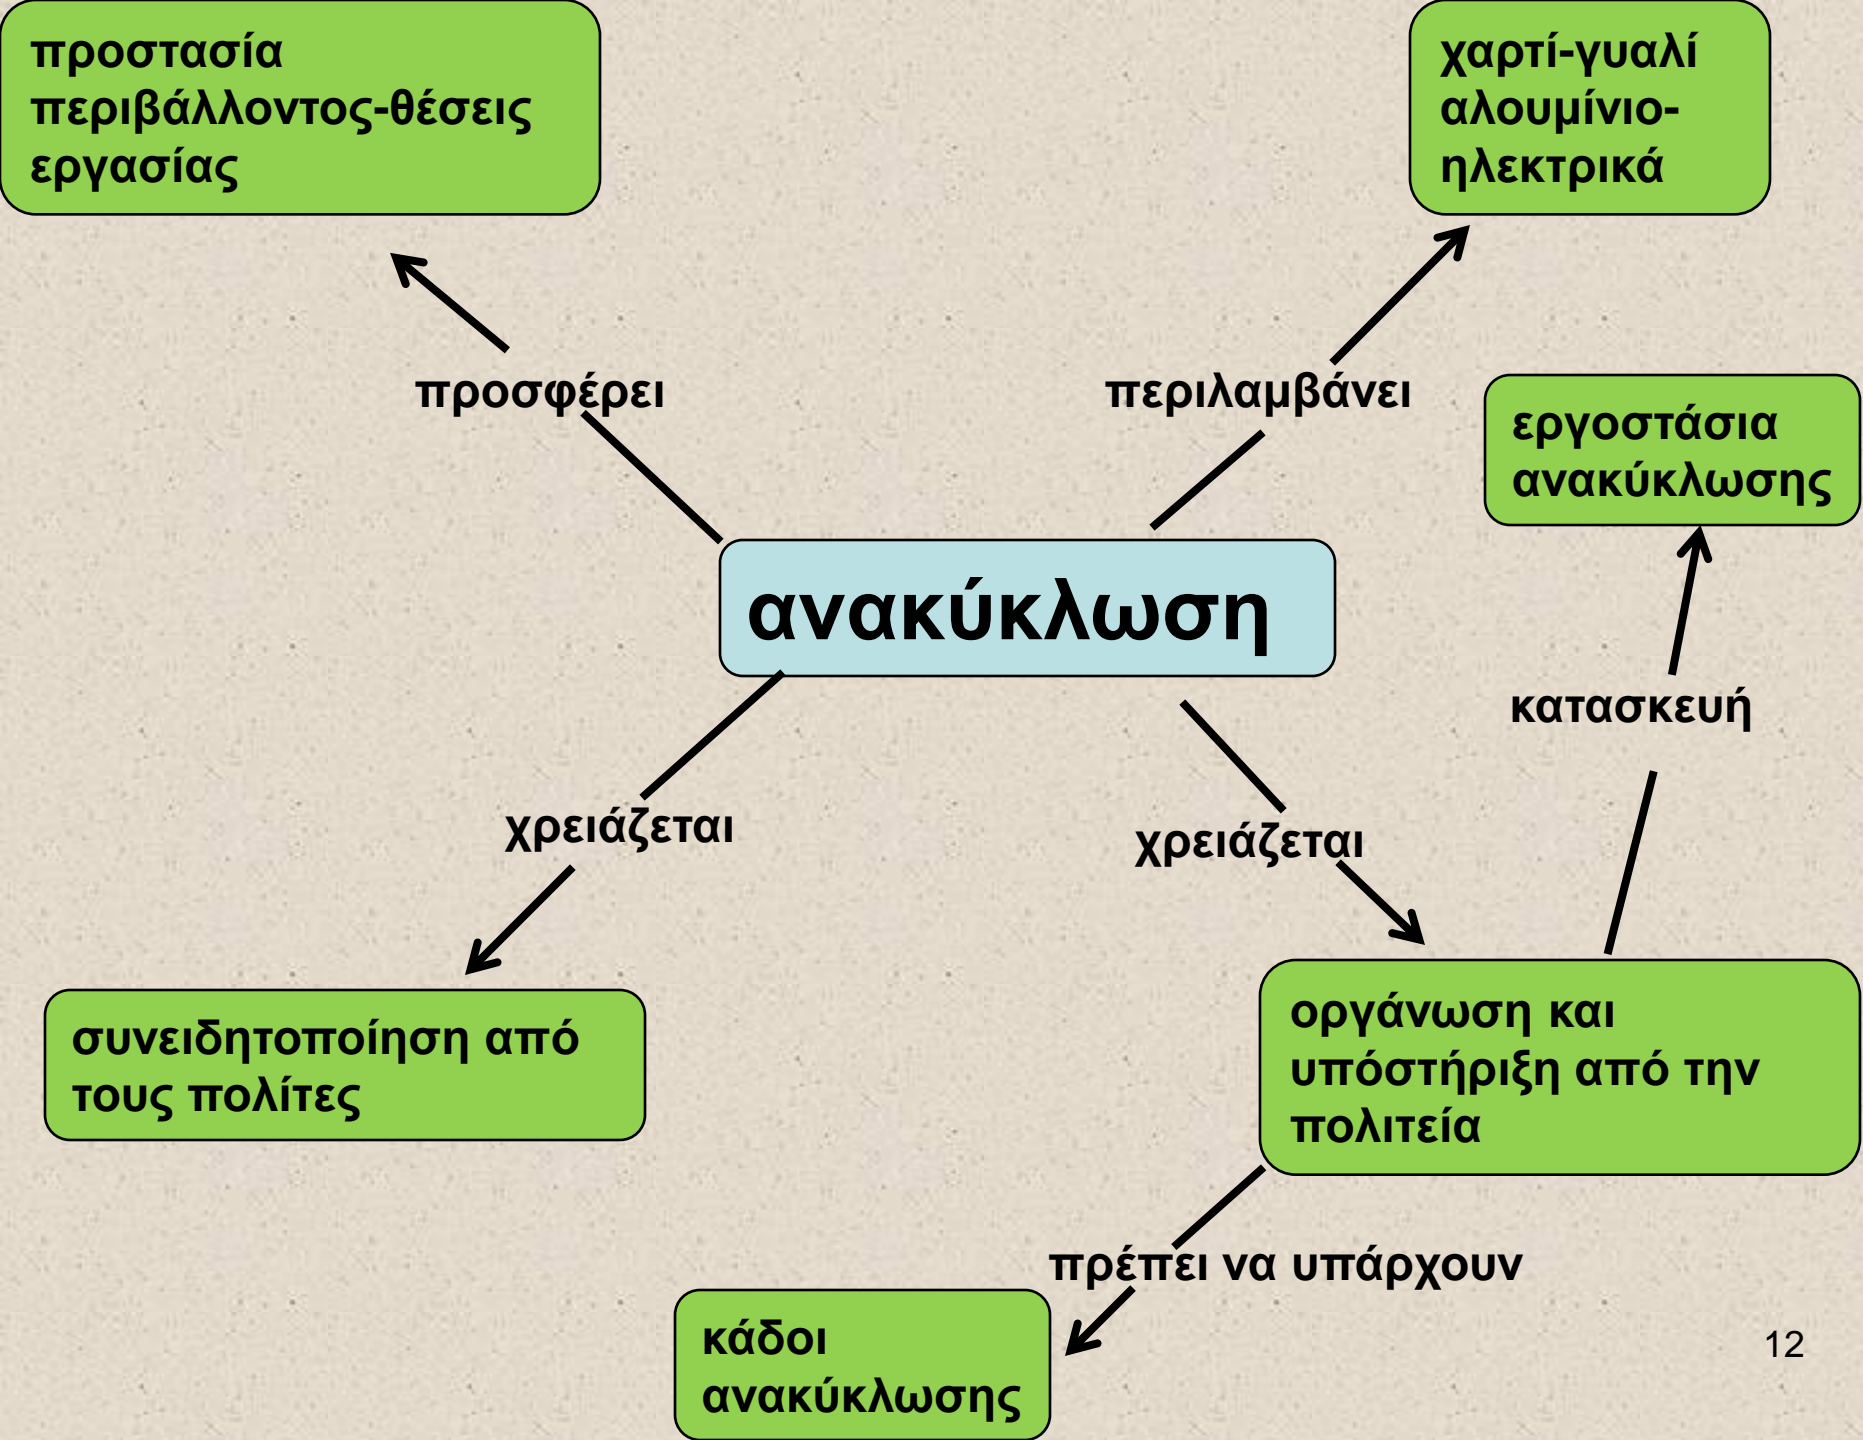 προστασία
περιβάλλοντος-θέσεις
εργασίας
χαρτί-γυαλί
αλουμίνιο-
ηλεκτρικά
προσφέρει
περιλαμβάνει
εργοστάσια
ανακύκλωσης
ανακύκλωση
κατασκευή
χρειάζεται
χρειάζεται
συνειδητοποίηση από
τους πολίτες
οργάνωση και
υπόστήριξη από την
πολιτεία
πρέπει να υπάρχουν
κάδοι
ανακύκλωσης
12